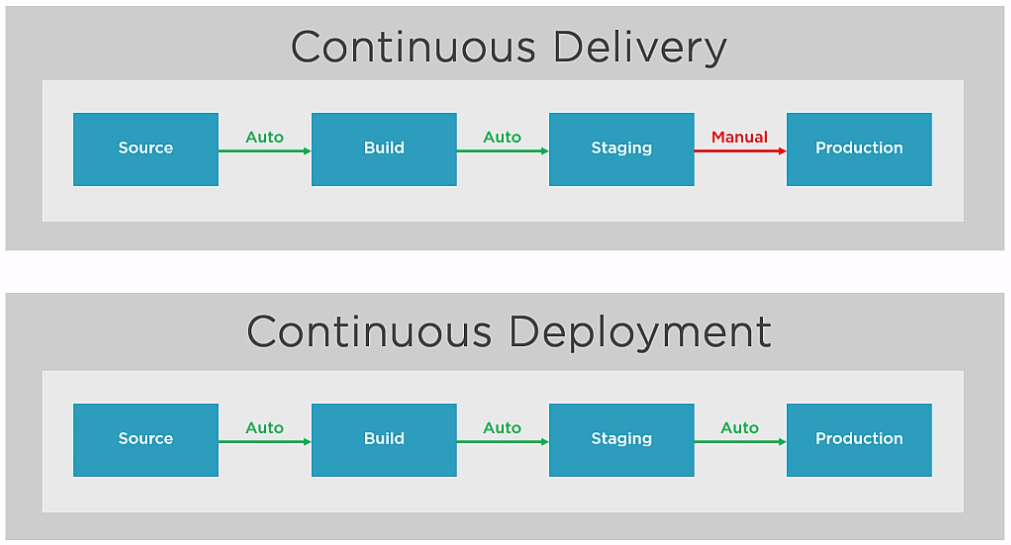 Continuous Delivery
Source Auto Build Auto Staging Manual Production
Continuous Deployment
Source Auto Build Auto Staging Auto Production